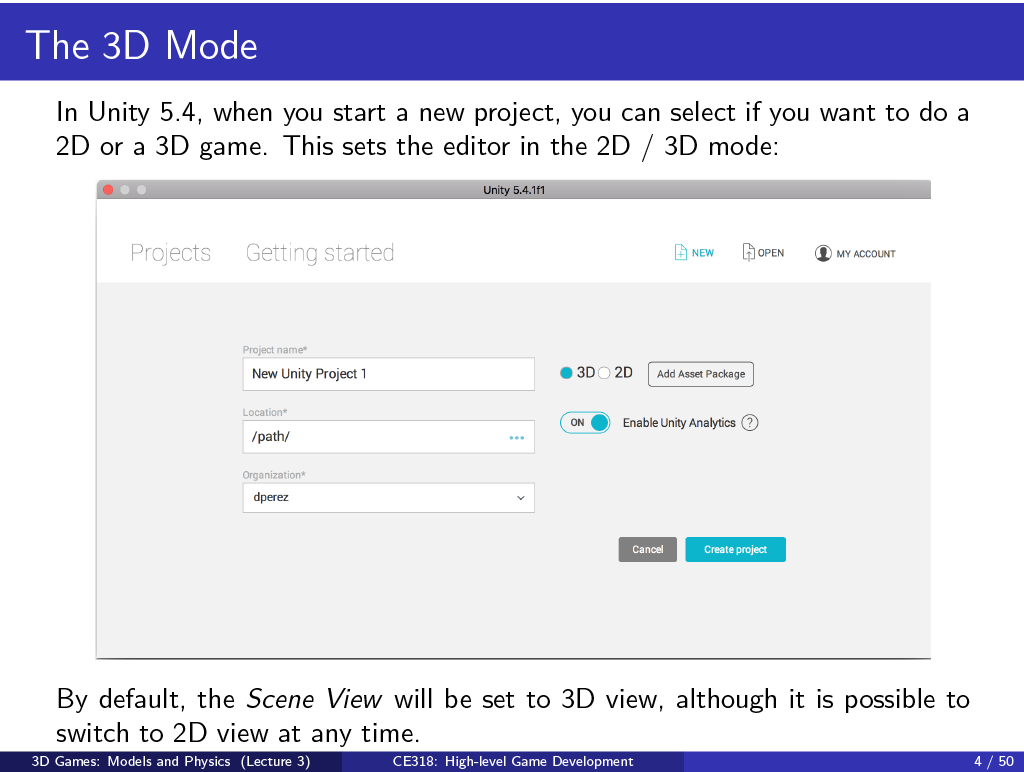 The 3D Mode
In Unity 5.4, when you start a new project, you can select if you want to do a
2D or a 3D game. This sets the editor in the 2D / 3D mode:
Unity 5.4.1f1
Projects Getting started NEW OPEN MY ACCOUNT
Project name*
New Unity Project 1 3D 2D Add Asset Package
Location*
/path/ ... ON Enable Unity Analytics ?
Organization*
dperez
Cancel Create project
By default, the Scene View will be set to 3D view, although it is possible to
switch to 2D view at any time.
3D Games: Models and Physics (Lecture 3) CE318: High-level Game Development 4 / 50